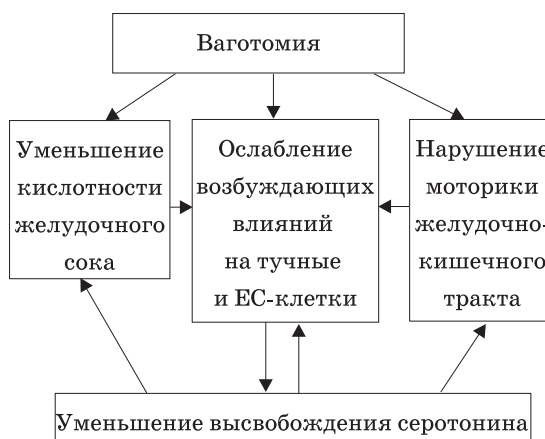 Ваготомия
Уменьшение
кислотности
желудочного
сока
Ослабление
возбуждающих
влияний
на тучные
и ЕС-клетки
Нарушение
моторики
желудочно-
кишечного
тракта
Уменьшение высвобождения серотонина